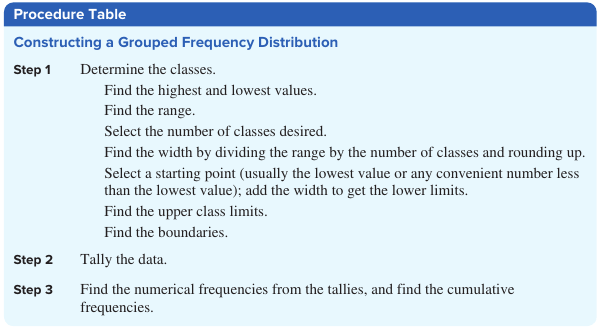 Procedure Table
Constructing a Grouped Frequency Distribution
Step 1 Determine the classes.
Find the highest and lowest values.
Find the range.
Select the number of classes desired.
Find the width by dividing the range by the number of classes and rounding up.
Select a starting point (usually the lowest value or any convenient number less
than the lowest value); add the width to get the lower limits.
Find the upper class limits.
Find the boundaries.
Step 2 Tally the data.
Step 3 Find the numerical frequencies from the tallies, and find the cumulative
frequencies.